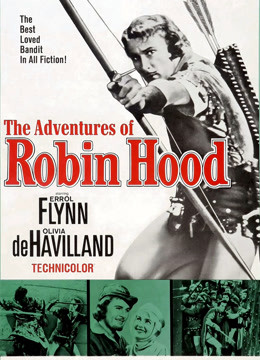 The
Best
Loved
Bandit
In All Fiction!
The Adventures of
Robin Hood
starring
ERROL
FLYNN
OLIVIA
deHAVILLAND
TECHNICOLOR